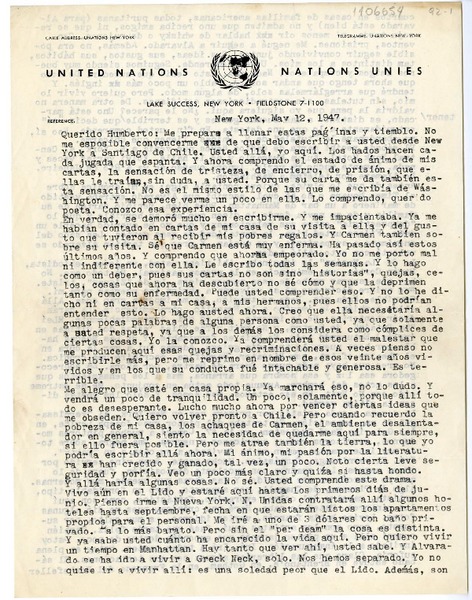 1106654 92-1
CABLE ADDRESS: UNATIONS NEW YORK
TELEGRAMME: UNATIONS NEW-YORK
UNITED NATIONS
NATIONS UNIES
LAKE SUCCESS, NEW YORK • FIELDSTONE 7-1100
REFERENCE:
New York, May 12, 1947.
Querido Humberto: Me preparo a llenar estas paginas y tiemblo. No
me esposible convencerme xxx de que debo escribir a usted desde New
York a Santiago de Chile. Usted allá, yo aquí. Los hados hacen ca
da jugada que espanta. Y ahora comprendo el estado de ánimo de mis
cartas, la sensación de tristeza, de encierro, de prisión, que e-
llas le traían, sin duda, a usted. Porque su carta me da también es
ta sensación. No es el mismo estilo de las que me escribía de Wás-
hington. Y me parece verme un poco en ella. Lo comprendo, querido
poeta. Conozco esa experiencia.
En verdad, se demoró mucho en escribirme. Y me impacientaba. Ya me
habían contado en cartas de mi casa de su visita a ella y del gus-
to que tuvieron al recibir mis pobres regalos. Y Carmen también so-
bre su visita. Sé que Carmen está muy enferma. Ha pasado así estos
últimos años. Y comprendo que ahora ha empeorado. Yo no me porto mal
ni indiferente con ella. Le escribo todas las semanas. Y lo hago
como un deber, pues sus cartas no son sino "historias", quejas, ce-
los, cosas que ahora ha descubierto no sé cómo y que la deprimen
tanto como su enfermedad. Puede usted comprender eso. Y no lo he di-
cho ni en cartas a mi casa, a mis hermanos, pues ellos no podrían
entender esto. Lo hago a usted ahora. Creo que ella necesitaría al-
gunas pocas palabras de alguna persona como usted, ya que solamente
a usted respeta, ya que a los demás los considera como cómplices de
ciertas cosas. Yo la conozco. Ya comprenderá usted el malestar que
me producen aquí esas quejas y recriminaciones. A veces pienso no
escribirle más, pero me reprimo en nombre de esos veinte años vi-
vidos y en los que su conducta fué intachable y generosa. Es te-
rrible.
Me alegro que esté en casa propia. Ya marchará eso, no lo dudo. Y
vendrá un poco de tranquilidad. Un poco, solamente, porque allí to-
do es desesperante. Lucho mucho ahora por vencer ciertas ideas que
me obseden. Quiero volver pronto a Chile. Pero cuando recuerdo la
pobreza de mi casa, los achaques de Carmen, el ambiente desalenta-
dor en general, siento la necesidad de quedarme aquí para siempre,
si ello fuera posible. Pero me atrae también la tierra, lo que yo
podría escribir allá ahora. Mi ánimo, mi pasión por la literatu-
ra xx han crecido y ganado, tal vez, un poco. Noto cierta leve se-
guridad y porfía. Veo un poco más claro y quizá si hasta hondo.
Y allá haría algunas cosas. No sé. Usted comprende este drama.
Vivo aún en el Lido y estaré aquí hasta los primeros días de ju-
nio. Pienso irme a Nueva York. N. Unidas contratará allí algunos ho-
teles hasta septiembre, fecha en que estarán listos los apartamentos
propios para el personal. Me iré a uno de 3 dólares con baño pri-
vado. "a lo más barato. Pero sin el "per deam" la cosa es distinta.
Y ya sabe usted cuánto ha encarecido la vida aquí. Pero quiero vivir
un tiempo en Manhattan. Hay tanto que ver ahí, usted sabe. Y Alvara-
do se ha ido a vivir a Greck Neck, solo. Nos hemos separado. Yo no
quise ir a vivir allí: es una soledad peor que el Lido. Además, son